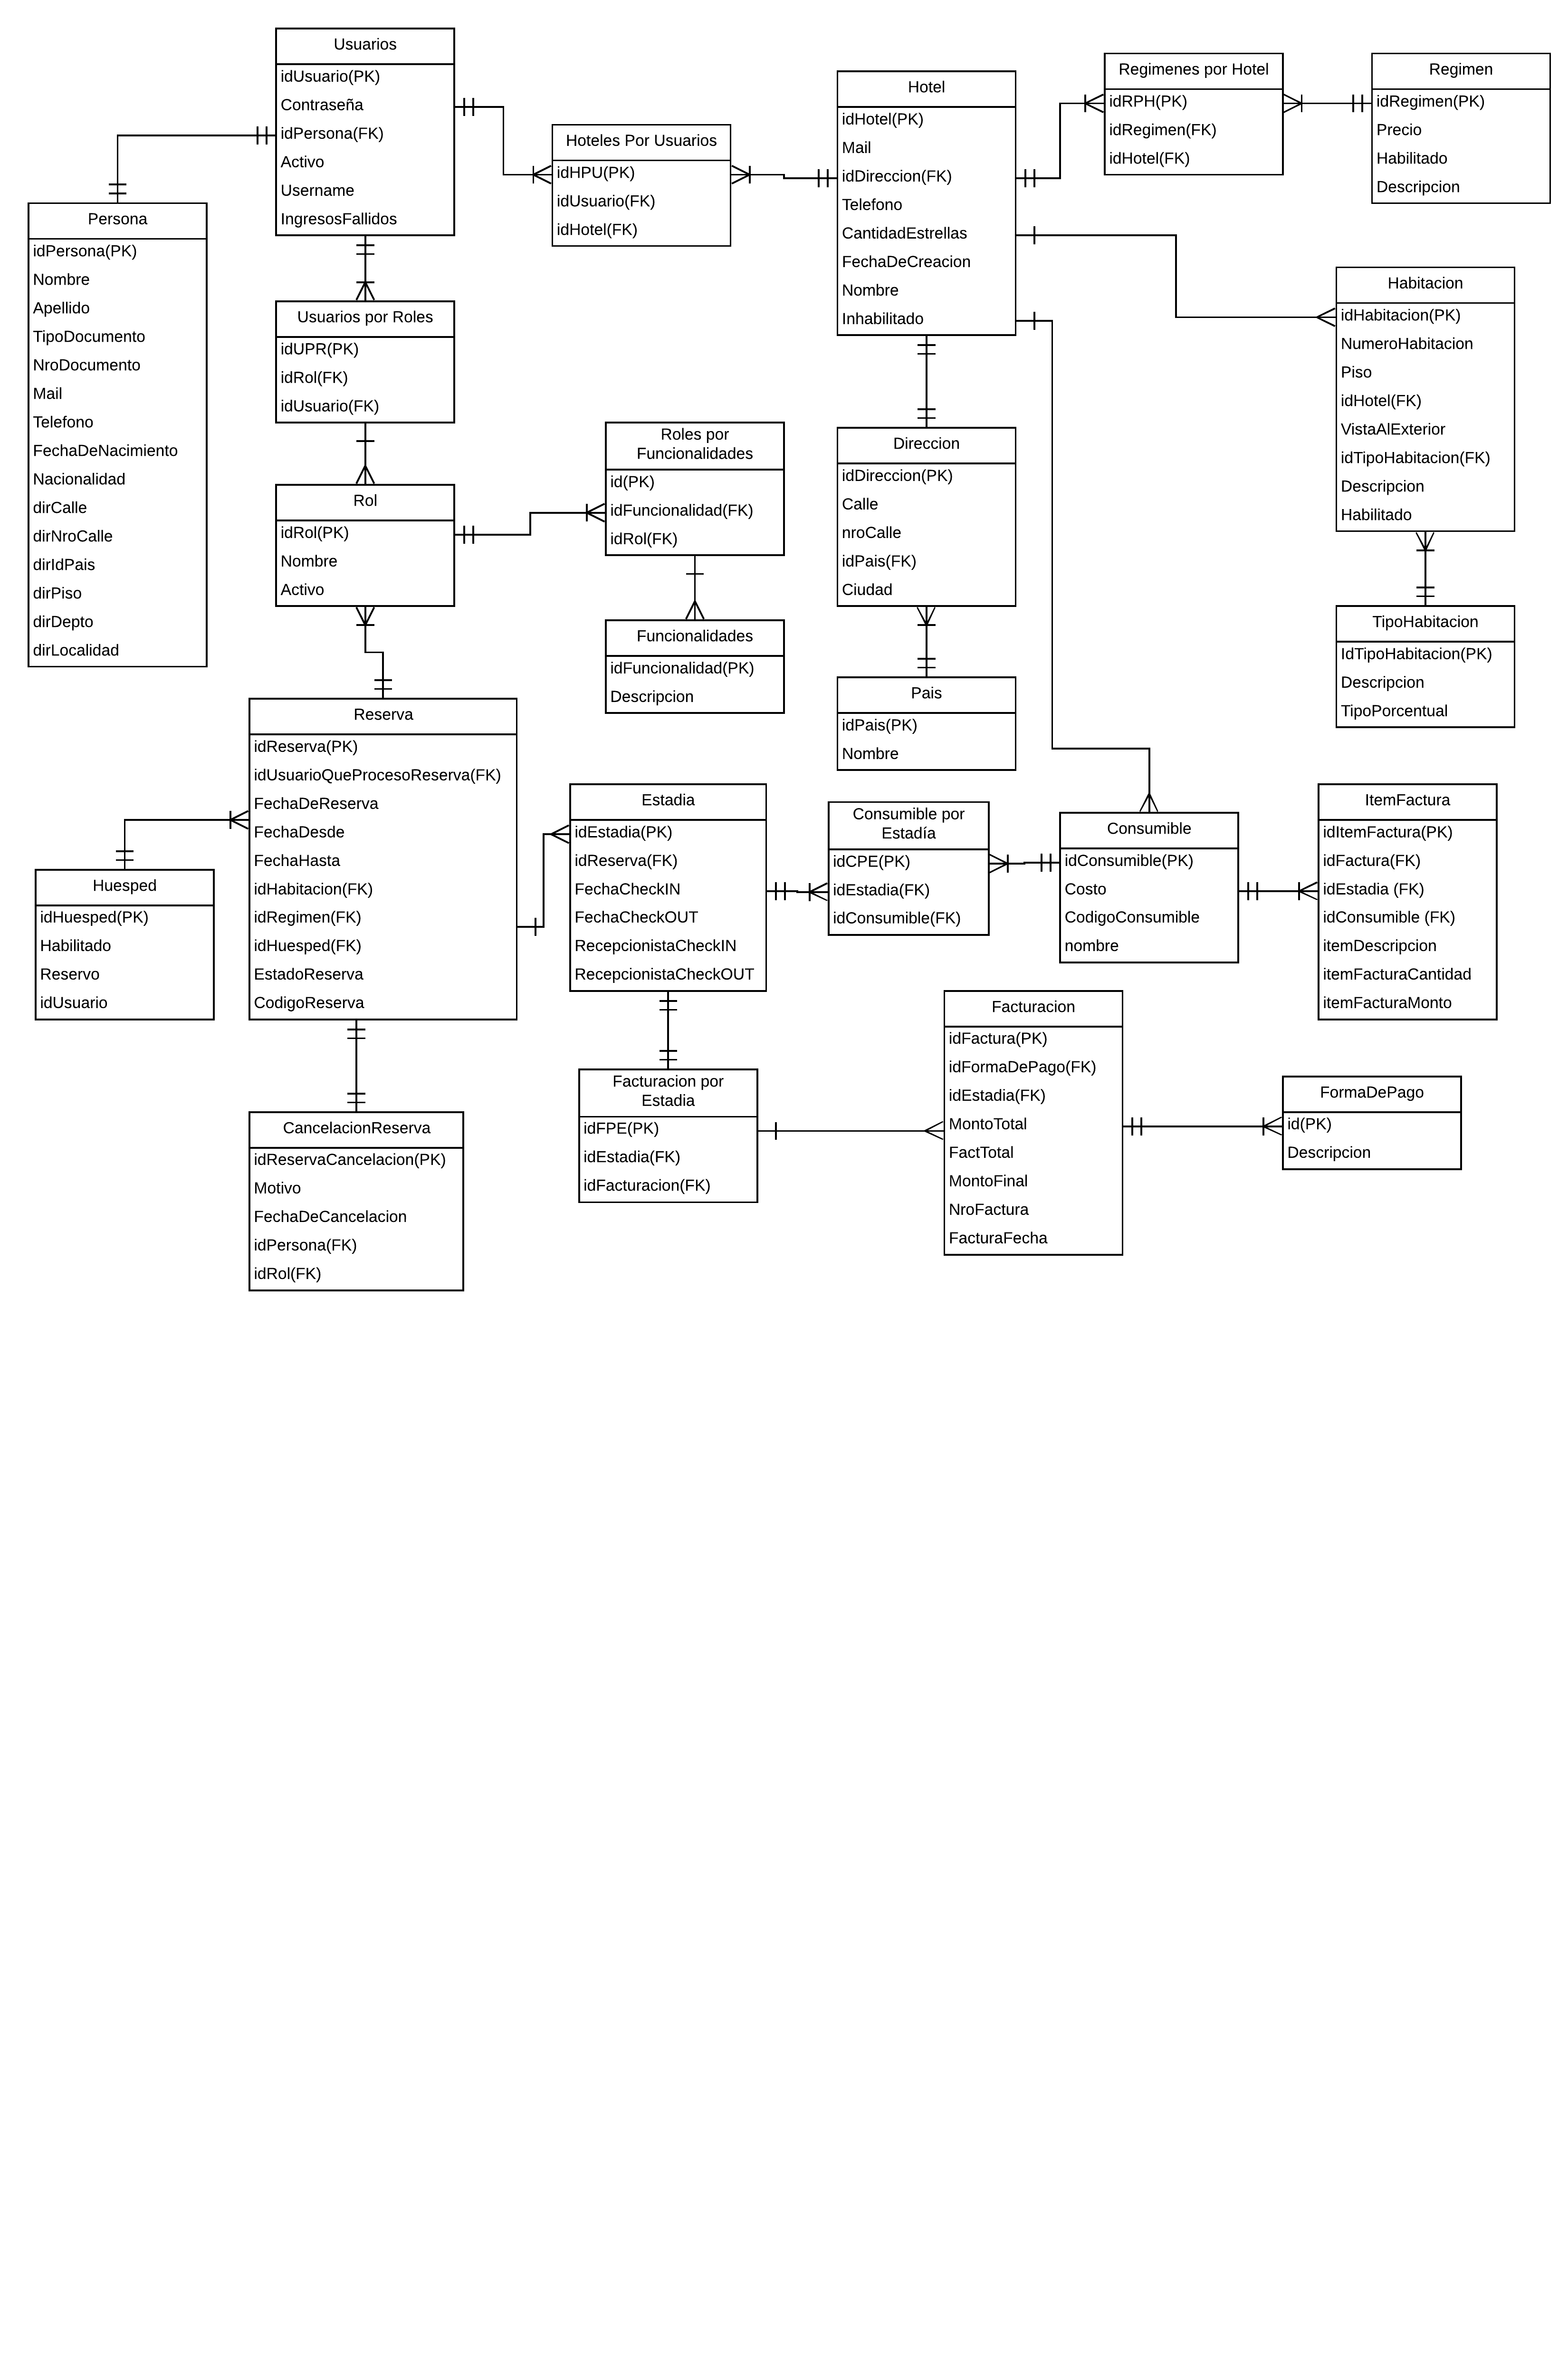 Usuarios
idUsuario(PK)
Contraseña
idPersona(FK)
Activo
Username
IngresosFallidos
Hoteles Por Usuarios
idHPU(PK)
idUsuario(FK)
idHotel(FK)
Hotel
idHotel(PK)
Mail
idDireccion(FK)
Telefono
CantidadEstrellas
FechaDeCreacion
Nombre
Inhabilitado
Regimenes por Hotel
idRPH(PK)
idRegimen(FK)
idHotel(FK)
Regimen
idRegimen(PK)
Precio
Habilitado
Descripcion
Persona
idPersona(PK)
Nombre
Apellido
TipoDocumento
NroDocumento
Mail
Telefono
FechaDeNacimiento
Nacionalidad
dirCalle
dirNroCalle
dirIdPais
dirPiso
dirDepto
dirLocalidad
Usuarios por Roles
idUPR(PK)
idRol(FK)
idUsuario(FK)
Rol
idRol(PK)
Nombre
Activo
Roles por
Funcionalidades
id(PK)
idFuncionalidad(FK)
idRol(FK)
Funcionalidades
idFuncionalidad(PK)
Descripcion
Direccion
idDireccion(PK)
Calle
nroCalle
idPais(FK)
Ciudad
Pais
idPais(PK)
Nombre
Habitacion
idHabitacion(PK)
NumeroHabitacion
Piso
idHotel(FK)
VistaAlExterior
idTipoHabitacion(FK)
Descripcion
Habilitado
TipoHabitacion
IdTipoHabitacion(PK)
Descripcion
TipoPorcentual
Reserva
idReserva(PK)
idUsuarioQueProcesoReserva(FK)
FechaDeReserva
FechaDesde
FechaHasta
idHabitacion(FK)
idRegimen(FK)
idHuesped(FK)
EstadoReserva
CodigoReserva
Huesped
idHuesped(PK)
Habilitado
Reservo
idUsuario
Estadia
idEstadia(PK)
idReserva(FK)
FechaCheckIN
FechaCheckOUT
RecepcionistaCheckIN
RecepcionistaCheckOUT
Consumible por
Estadía
idCPE(PK)
idEstadia(FK)
idConsumible(FK)
Consumible
idConsumible(PK)
Costo
CodigoConsumible
nombre
ItemFactura
idItemFactura(PK)
idFactura(FK)
idEstadia (FK)
idConsumible (FK)
itemDescripcion
itemFacturaCantidad
itemFacturaMonto
CancelacionReserva
idReservaCancelacion(PK)
Motivo
FechaDeCancelacion
idPersona(FK)
idRol(FK)
Facturacion por
Estadia
idFPE(PK)
idEstadia(FK)
idFacturacion(FK)
Facturacion
idFactura(PK)
idFormaDePago(FK)
idEstadia(FK)
MontoTotal
FactTotal
MontoFinal
NroFactura
FacturaFecha
FormaDePago
id(PK)
Descripcion